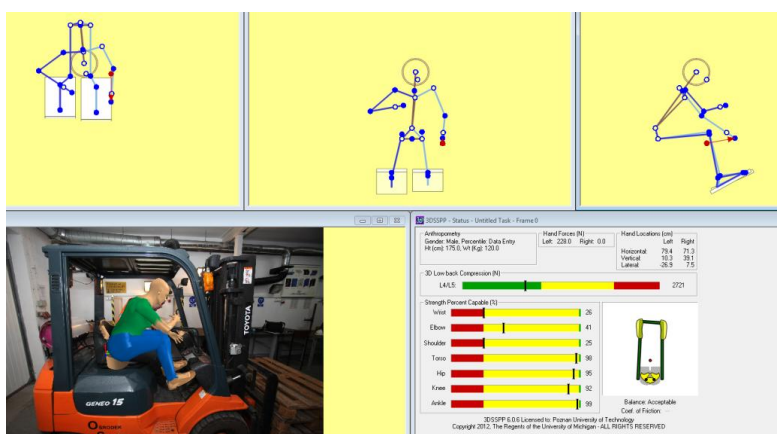 3DSSPP - Status - Untitled Task - Frame 0
Anthropometry
Gender: Male, Percentile: Data Entry
Ht (cm): 175.0, Wt (Kg): 120.0
Hand Forces (N)
Left: 228.0 Right: 0.0
Hand Locations (cm)
Left Right
Horizontal: 79.4 71.3
Vertical: 10.3 39.1
Lateral: -26.9 7.5
3D Low back Compression (N)
L4/L5: 2721
Strength Percent Capable (%)
Wrist 26
Elbow 41
Shoulder 25
Torso 98
Hip 95
Knee 92
Ankle 99
Balance: Acceptable
Coef. of Friction:
3DSSPP 6.0.6 Licensed to: Poznan University of Technology
Copyright 2012, The Regents of the University of Michigan - ALL RIGHTS RESERVED
TOYOTA
GENEO 15